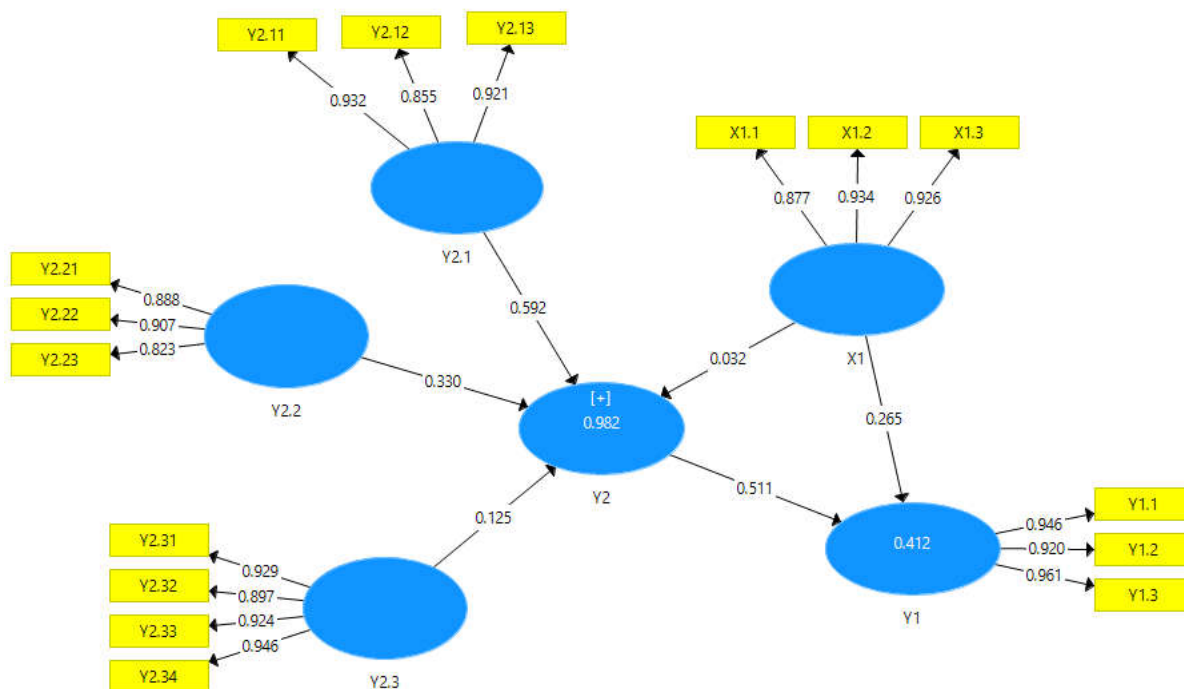 Y2.11
Y2.12
Y2.13
0.932
0.855
0.921
Y2.1
X1.1
X1.2
X1.3
0.877
0.934
0.926
X1
Y2.21
Y2.22
Y2.23
0.888
0.907
0.823
Y2.2
0.592
0.330
0.032
0.265
[+]
0.982
Y2
0.125
0.511
Y2.31
Y2.32
Y2.33
Y2.34
0.929
0.897
0.924
0.946
Y2.3
0.412
Y1
0.946
0.920
0.961
Y1.1
Y1.2
Y1.3